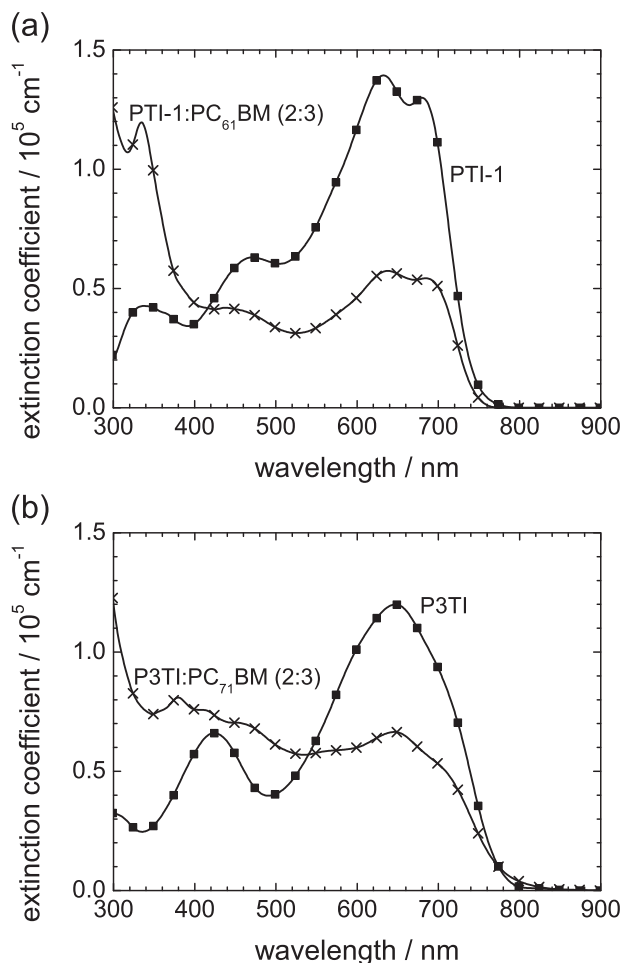 (a)
1.5
1.0
0.5
0.0
extinction coefficient / 10⁵ cm⁻¹
PTI-1:PC₆₁BM (2:3)
PTI-1
300 400 500 600 700 800 900
wavelength / nm
(b)
1.5
1.0
0.5
0.0
extinction coefficient / 10⁵ cm⁻¹
P3TI
P3TI:PC₇₁BM (2:3)
300 400 500 600 700 800 900
wavelength / nm